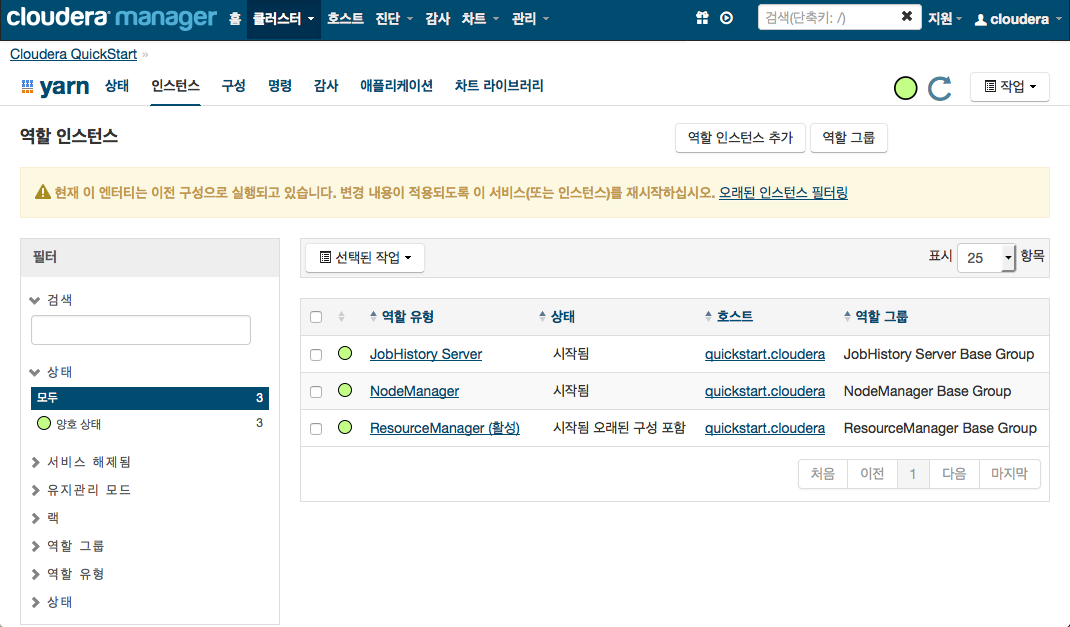 cloudera manager 홈 클러스터 호스트 진단 감사 차트 관리 검색(단축키: /) 지원 cloudera
Cloudera QuickStart »
yarn 상태 인스턴스 구성 명령 감사 애플리케이션 차트 라이브러리 작업
역할 인스턴스 역할 인스턴스 추가 역할 그룹
현재 이 엔터티는 이전 구성으로 실행되고 있습니다. 변경 내용이 적용되도록 이 서비스(또는 인스턴스)를 재시작하십시오. 오래된 인스턴스 필터링
필터
검색
상태
모두 3
양호 상태 3
서비스 해제됨
유지관리 모드
랙
역할 그룹
역할 유형
상태
선택된 작업 표시 25 항목
역할 유형 상태 호스트 역할 그룹
JobHistory Server 시작됨 quickstart.cloudera JobHistory Server Base Group
NodeManager 시작됨 quickstart.cloudera NodeManager Base Group
ResourceManager (활성) 시작됨 오래된 구성 포함 quickstart.cloudera ResourceManager Base Group
처음 이전 1 다음 마지막